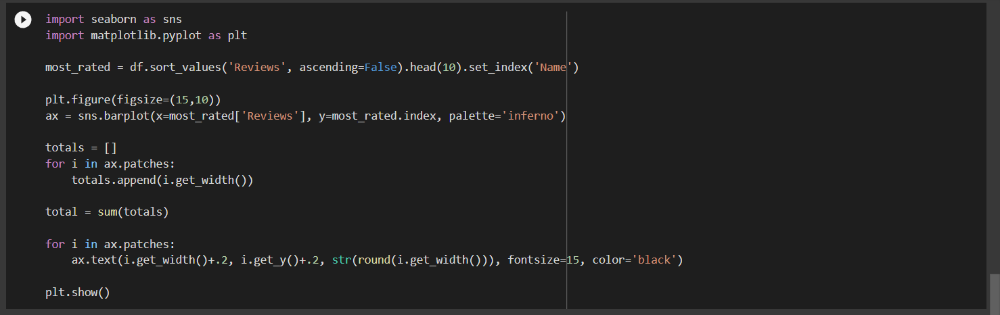 import seaborn as sns
import matplotlib.pyplot as plt

most_rated = df.sort_values('Reviews', ascending=False).head(10).set_index('Name')

plt.figure(figsize=(15,10))
ax = sns.barplot(x=most_rated['Reviews'], y=most_rated.index, palette='inferno')

totals = []
for i in ax.patches:
    totals.append(i.get_width())

total = sum(totals)

for i in ax.patches:
    ax.text(i.get_width()+.2, i.get_y()+.2, str(round(i.get_width())), fontsize=15, color='black')

plt.show()